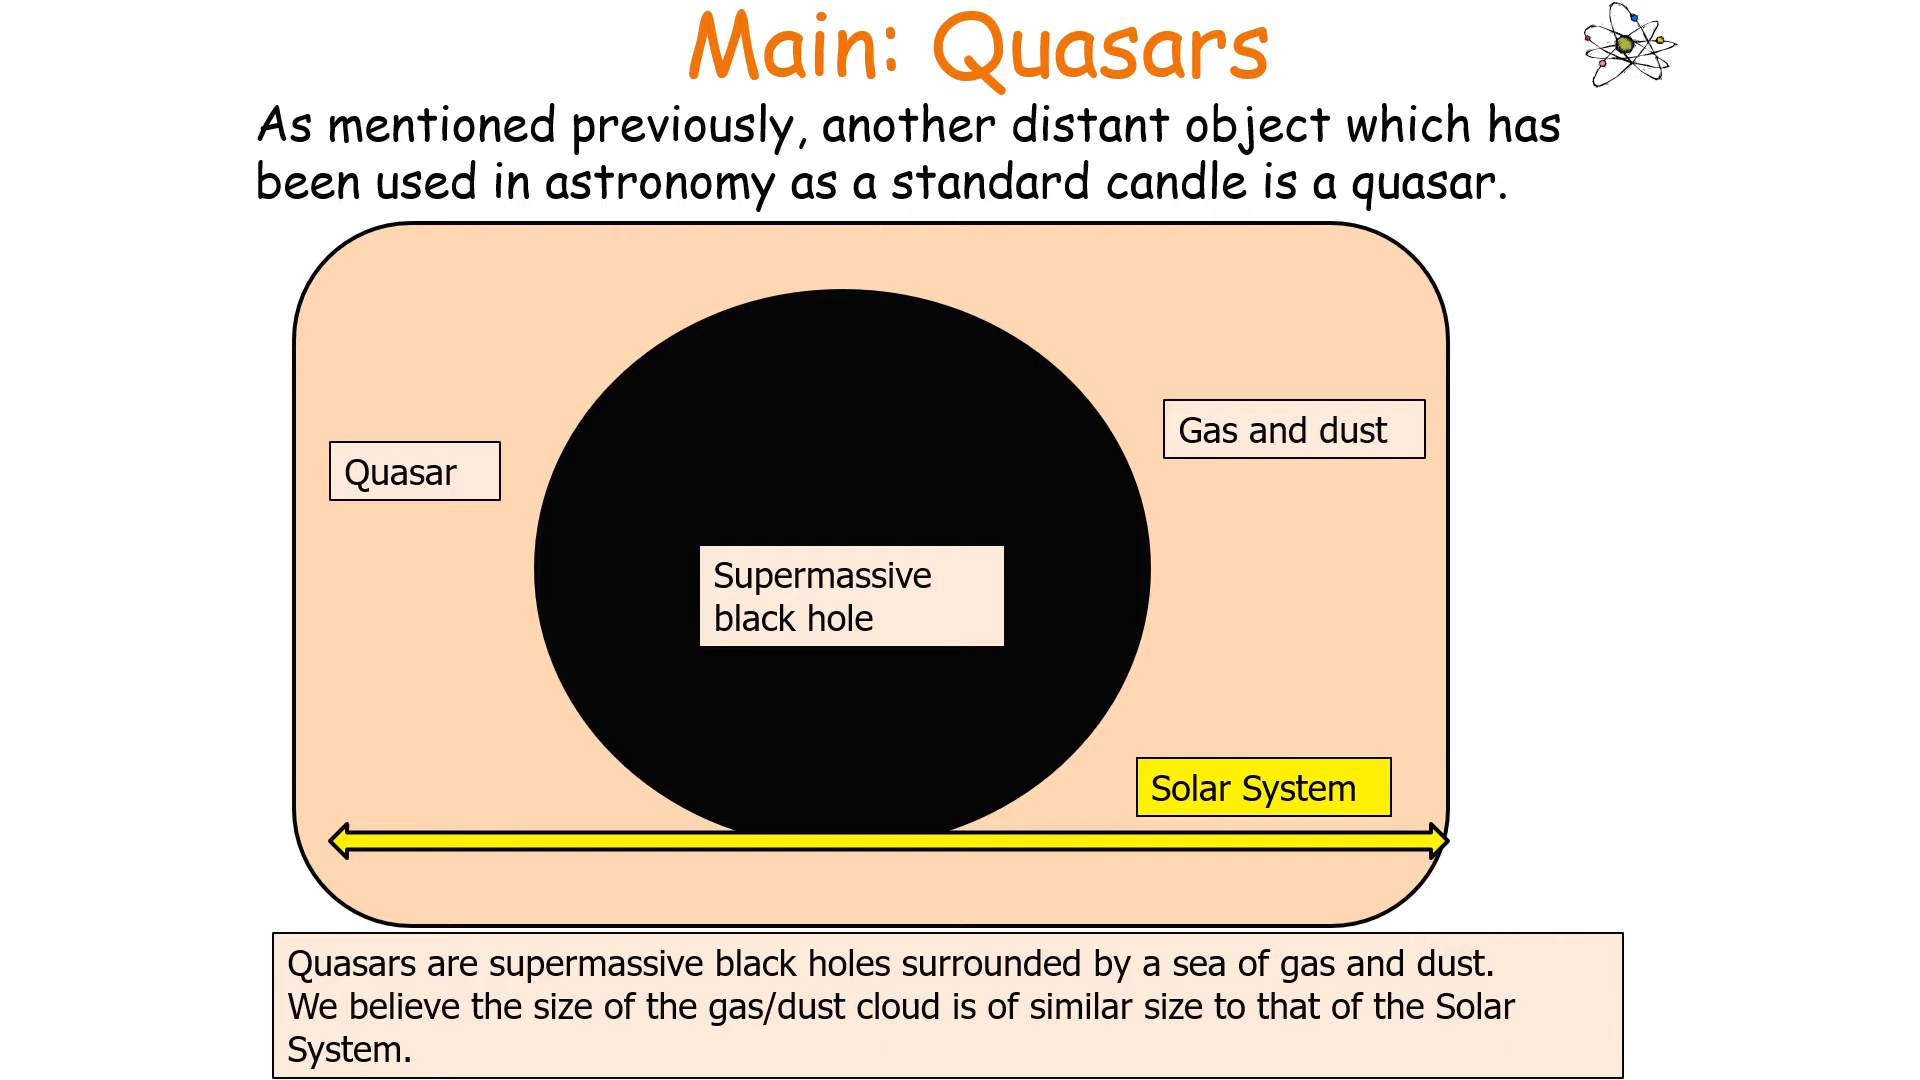 Main: Quasars
As mentioned previously, another distant object which has
been used in astronomy as a standard candle is a quasar.
Gas and dust
Quasar
Supermassive
black hole
Solar System
Quasars are supermassive black holes surrounded by a sea of gas and dust.
We believe the size of the gas/dust cloud is of similar size to that of the Solar
System.